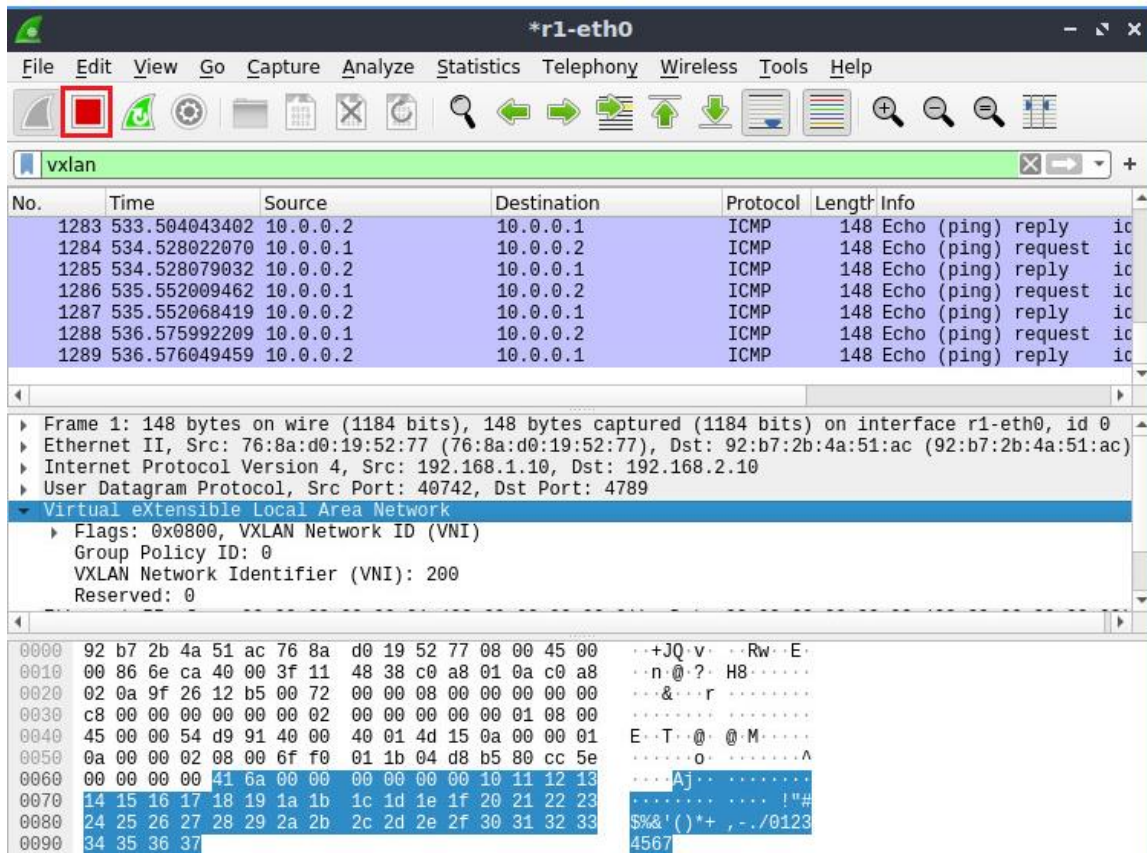 *r1-eth0
File Edit View Go Capture Analyze Statistics Telephony Wireless Tools Help
vxlan
No. Time Source Destination Protocol Length Info
1283 533.504043402 10.0.0.2 10.0.0.1 ICMP 148 Echo (ping) reply
1284 534.528022070 10.0.0.1 10.0.0.2 ICMP 148 Echo (ping) request
1285 534.528079032 10.0.0.2 10.0.0.1 ICMP 148 Echo (ping) reply
1286 535.552009462 10.0.0.1 10.0.0.2 ICMP 148 Echo (ping) request
1287 535.552068419 10.0.0.2 10.0.0.1 ICMP 148 Echo (ping) reply
1288 536.575992209 10.0.0.1 10.0.0.2 ICMP 148 Echo (ping) request
1289 536.576049459 10.0.0.2 10.0.0.1 ICMP 148 Echo (ping) reply
Frame 1: 148 bytes on wire (1184 bits), 148 bytes captured (1184 bits) on interface r1-eth0, id 0
Ethernet II, Src: 76:8a:d0:19:52:77 (76:8a:d0:19:52:77), Dst: 92:b7:2b:4a:51:ac (92:b7:2b:4a:51:ac)
Internet Protocol Version 4, Src: 192.168.1.10, Dst: 192.168.2.10
User Datagram Protocol, Src Port: 40742, Dst Port: 4789
Virtual eXtensible Local Area Network
Flags: 0x0800, VXLAN Network ID (VNI)
Group Policy ID: 0
VXLAN Network Identifier (VNI): 200
Reserved: 0
0000 92 b7 2b 4a 51 ac 76 8a d0 19 52 77 08 00 45 00 ··+JQ·v· ··Rw··E·
0010 00 86 6e ca 40 00 3f 11 48 38 c0 a8 01 0a c0 a8 ··n·@·?· H8······
0020 02 0a 9f 26 12 b5 00 72 00 00 08 00 00 00 00 00 ···&···r ········
0030 c8 00 00 00 00 00 00 02 00 00 00 00 00 01 08 00 ········ ········
0040 45 00 00 54 d9 91 40 00 40 01 4d 15 0a 00 00 01 E··T··@· @·M·····
0050 0a 00 00 02 08 00 6f f0 01 1b 04 d8 b5 80 cc 5e ······o· ·······^
0060 00 00 00 00 41 6a 00 00 00 00 00 00 10 11 12 13 ····Aj·· ········
0070 14 15 16 17 18 19 1a 1b 1c 1d 1e 1f 20 21 22 23 ········ ···· !"#
0080 24 25 26 27 28 29 2a 2b 2c 2d 2e 2f 30 31 32 33 $%&'()*+ ,-./0123
0090 34 35 36 37 4567